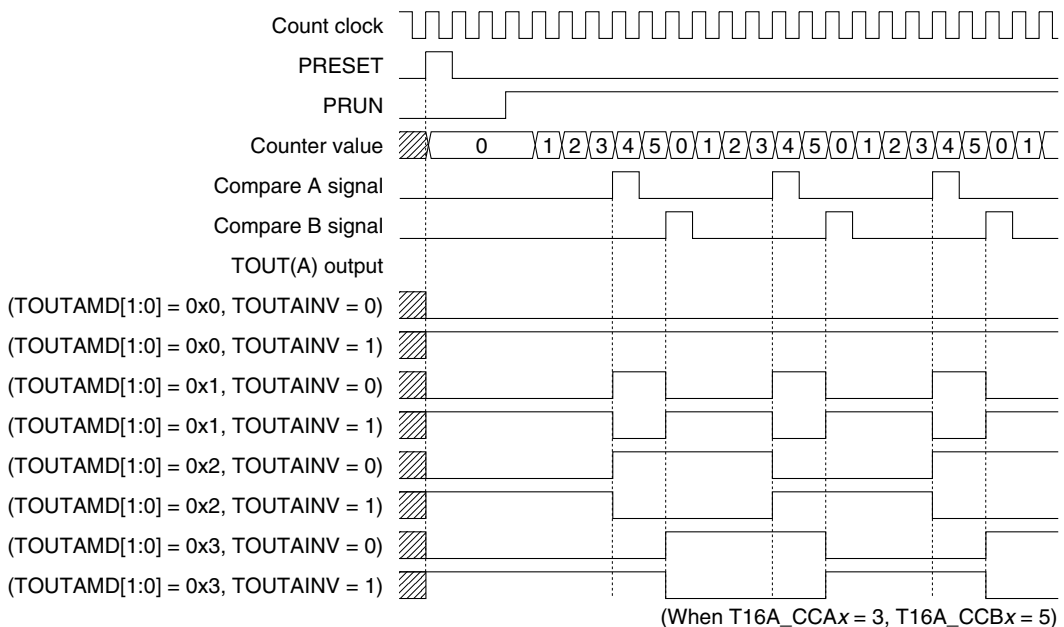 Count clock
PRESET
PRUN
Counter value 0 1 2 3 4 5 0 1 2 3 4 5 0 1 2 3 4 5 0 1
Compare A signal
Compare B signal
TOUT(A) output
(TOUTAMD[1:0] = 0x0, TOUTAINV = 0)
(TOUTAMD[1:0] = 0x0, TOUTAINV = 1)
(TOUTAMD[1:0] = 0x1, TOUTAINV = 0)
(TOUTAMD[1:0] = 0x1, TOUTAINV = 1)
(TOUTAMD[1:0] = 0x2, TOUTAINV = 0)
(TOUTAMD[1:0] = 0x2, TOUTAINV = 1)
(TOUTAMD[1:0] = 0x3, TOUTAINV = 0)
(TOUTAMD[1:0] = 0x3, TOUTAINV = 1)
(When T16A_CCAx = 3, T16A_CCBx = 5)